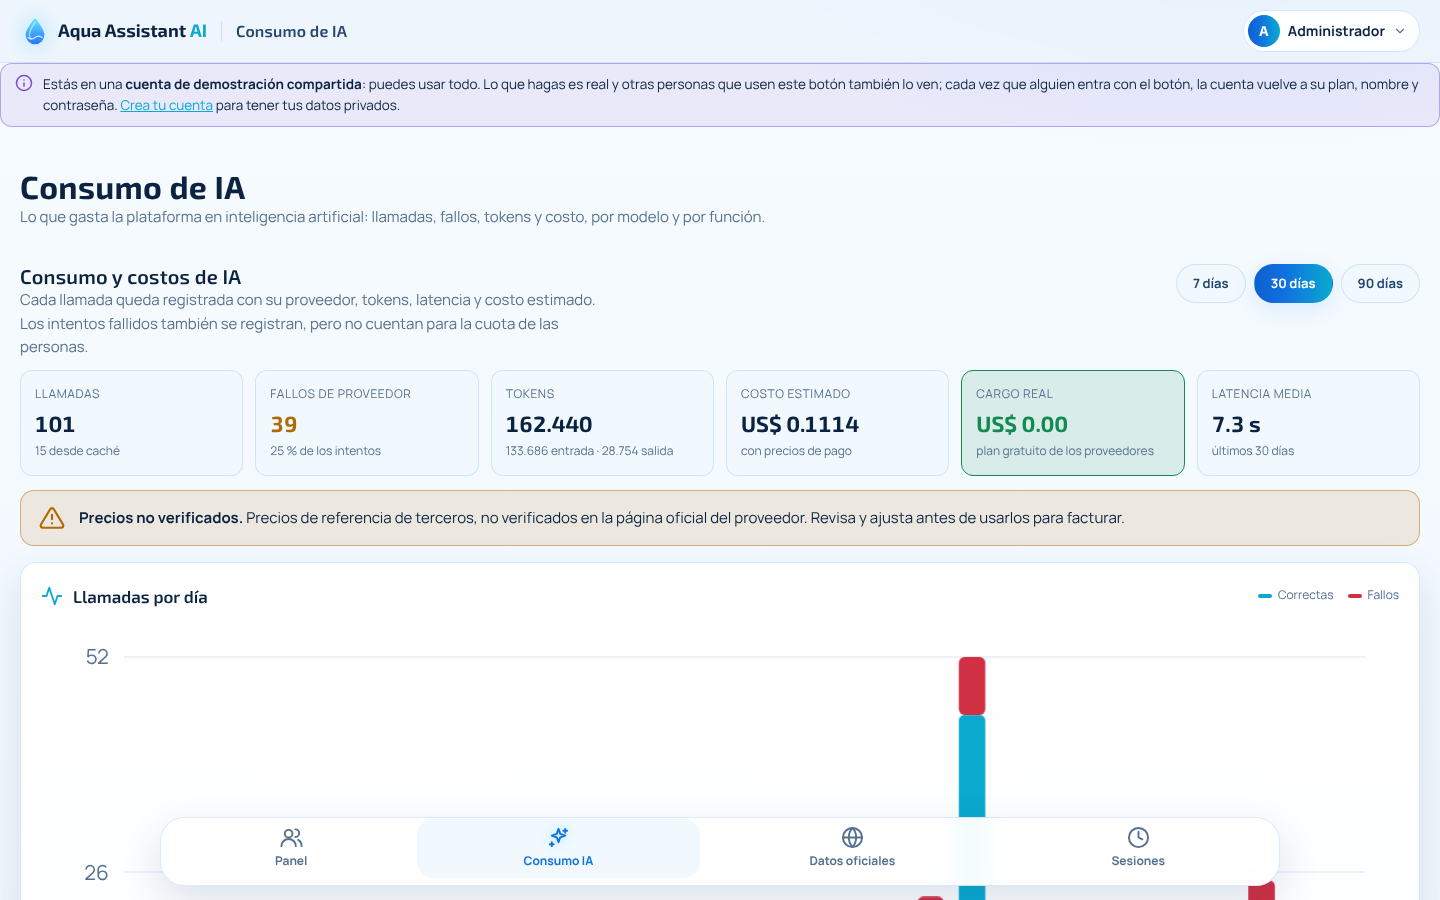 Aqua Assistant AI
Consumo de IA
A
Administrador
Estás en una cuenta de demostración compartida: puedes usar todo. Lo que hagas es real y otras personas que usen este botón también lo ven; cada vez que alguien entra con el botón, la cuenta vuelve a su plan, nombre y
contraseña. Crea tu cuenta para tener tus datos privados.
Consumo de IA
Lo que gasta la plataforma en inteligencia artificial: llamadas, fallos, tokens y costo, por modelo y por función.
Consumo y costos de IA
Cada llamada queda registrada con su proveedor, tokens, latencia y costo estimado.
Los intentos fallidos también se registran, pero no cuentan para la cuota de las
personas.
7 días
30 días
90 días
LLAMADAS
101
15 desde caché
FALLOS DE PROVEEDOR
39
25 % de los intentos
TOKENS
162.440
133.686 entrada · 28.754 salida
COSTO ESTIMADO
US$ 0.1114
con precios de pago
CARGO REAL
US$ 0.00
plan gratuito de los proveedores
LATENCIA MEDIA
7.3 s
últimos 30 días
Precios no verificados. Precios de referencia de terceros, no verificados en la página oficial del proveedor. Revisa y ajusta antes de usarlos para facturar.
Llamadas por día
Correctas
Fallos
52
26
Panel
Consumo IA
Datos oficiales
Sesiones